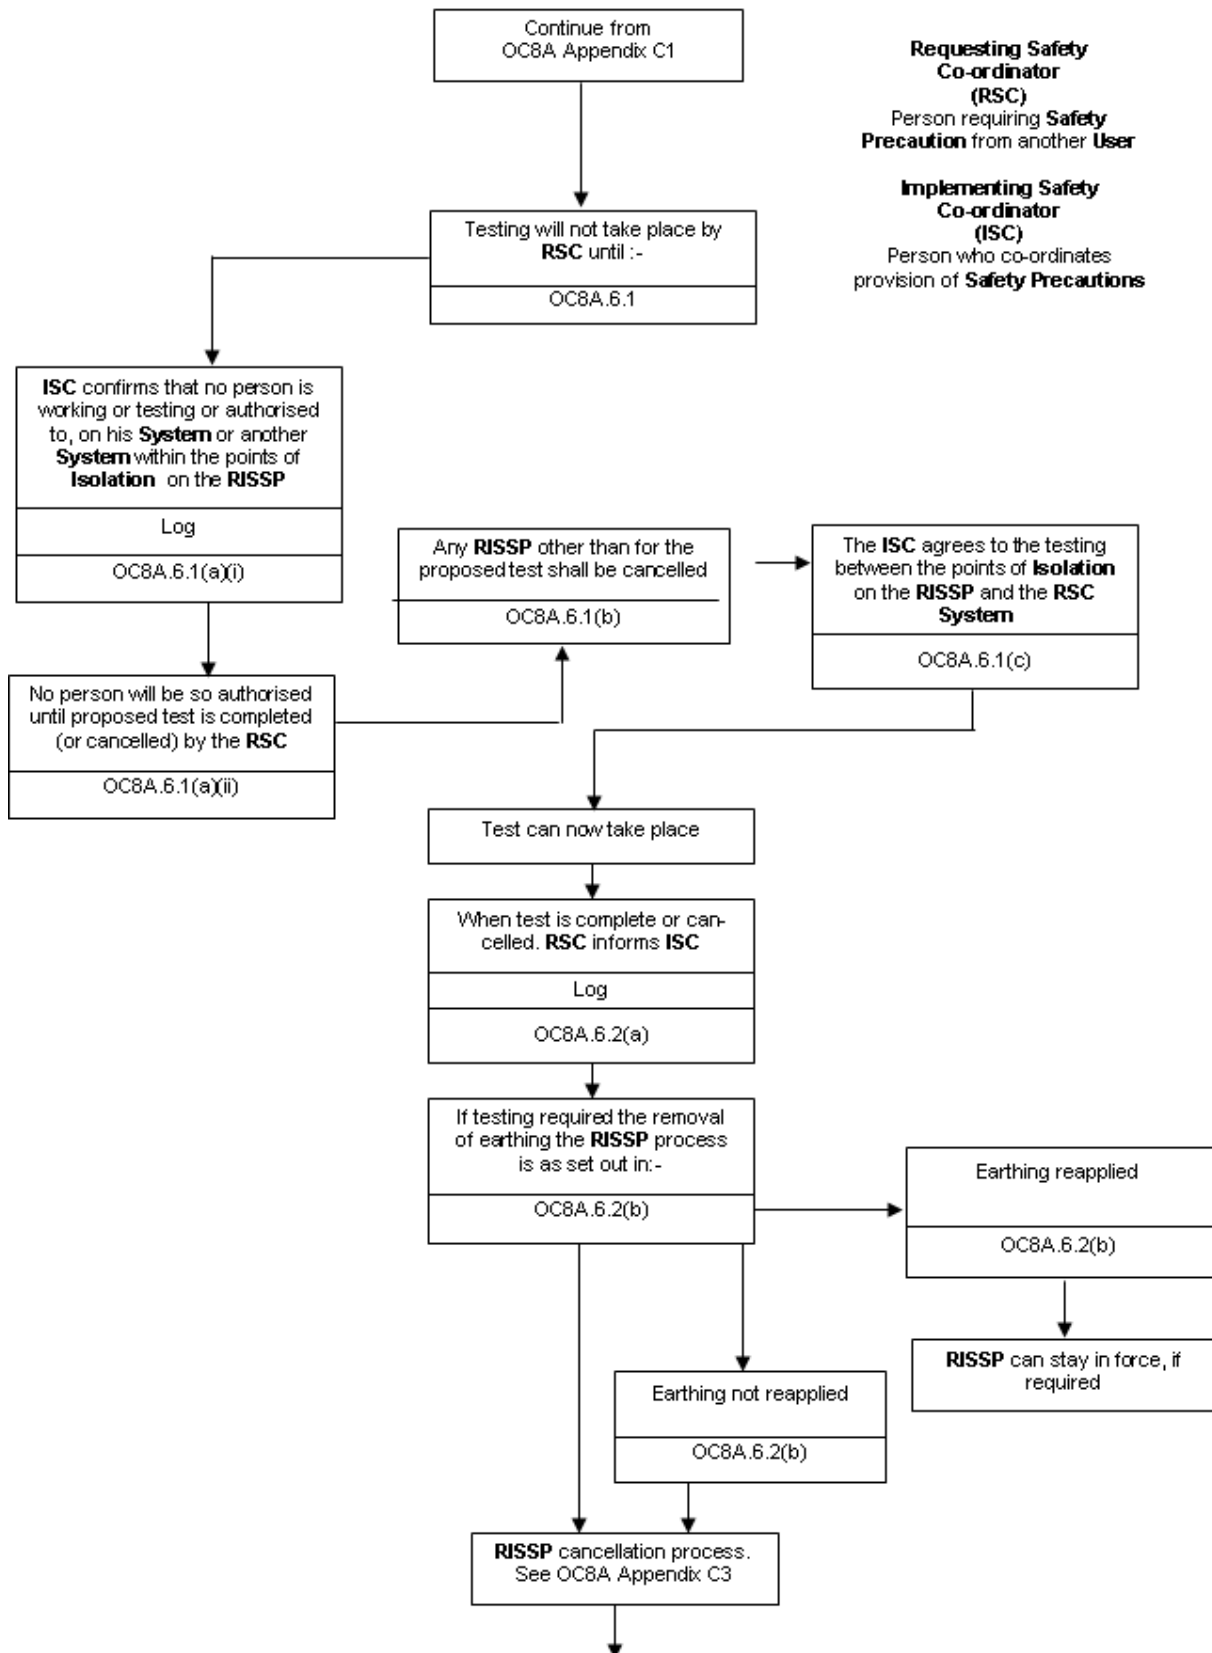 Continue from
OC8A Appendix C1
Requesting Safety
Co-ordinator
(RSC)
Person requiring Safety
Precaution from another User
Implementing Safety
Co-ordinator
(ISC)
Person who co-ordinates
provision of Safety Precautions
Testing will not take place by
RSC until :-
OC8A.6.1
ISC confirms that no person is
working or testing or authorised
to, on his System or another
System within the points of
Isolation on the RISSP
Log
OC8A.6.1(a)(i)
No person will be so authorised
until proposed test is completed
(or cancelled) by the RSC
OC8A.6.1(a)(ii)
Any RISSP other than for the
proposed test shall be cancelled
OC8A.6.1(b)
The ISC agrees to the testing
between the points of Isolation
on the RISSP and the RSC
System
OC8A.6.1(c)
Test can now take place
When test is complete or can-
celled. RSC informs ISC
Log
OC8A.6.2(a)
If testing required the removal
of earthing the RISSP process
is as set out in:-
OC8A.6.2(b)
Earthing reapplied
OC8A.6.2(b)
RISSP can stay in force, if
required
Earthing not reapplied
OC8A.6.2(b)
RISSP cancellation process.
See OC8A Appendix C3